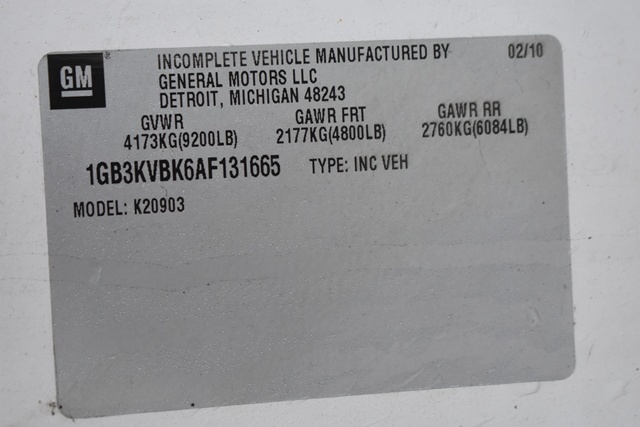 GM
INCOMPLETE VEHICLE MANUFACTURED BY 02/10
GENERAL MOTORS LLC
DETROIT, MICHIGAN 48243
GVWR GAWR FRT GAWR RR
4173KG(9200LB) 2177KG(4800LB) 2760KG(6084LB)
1GB3KVBK6AF131665 TYPE: INC VEH
MODEL: K20903